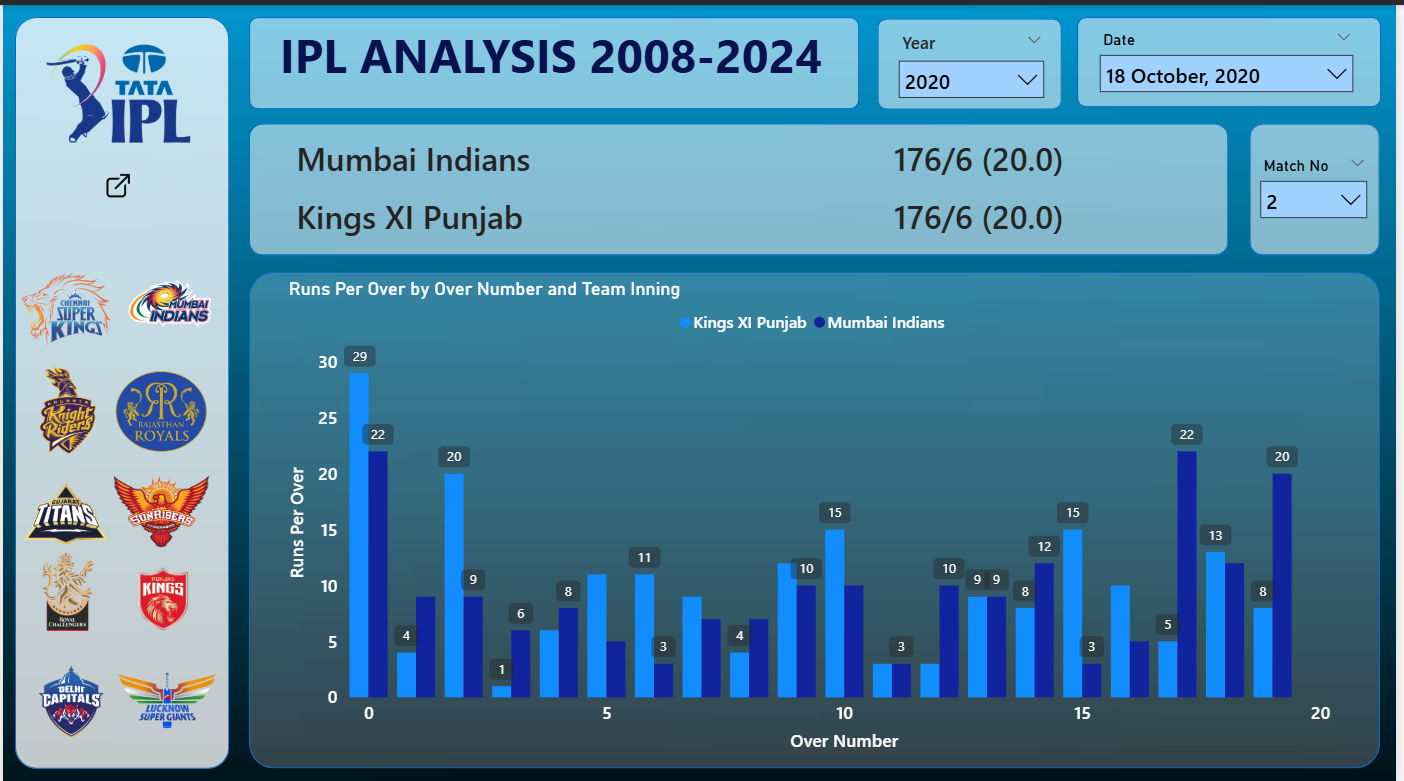 TATA
IPL
IPL ANALYSIS 2008-2024
Year
2020
Date
18 October, 2020
Mumbai Indians 176/6 (20.0)
Kings XI Punjab 176/6 (20.0)
Match No
2
CHENNAI
SUPER
KINGS
MUMBAI
INDIANS
KOLKATA
Knight
Riders
RR
RAJASTHAN
ROYALS
GUJARAT
TITANS
SUNRISERS
ROYAL
CHALLENGERS
PUNJAB
KINGS
DELHI
CAPITALS
LUCKNOW
SUPER GIANTS
Runs Per Over by Over Number and Team Inning
Kings XI Punjab Mumbai Indians
Runs Per Over
30
25
20
15
10
5
0
29
22
4
20
9
1
6
8
11
3
4
10
15
3
10
9
9
8
12
15
3
5
22
13
8
20
0 5 10 15 20
Over Number